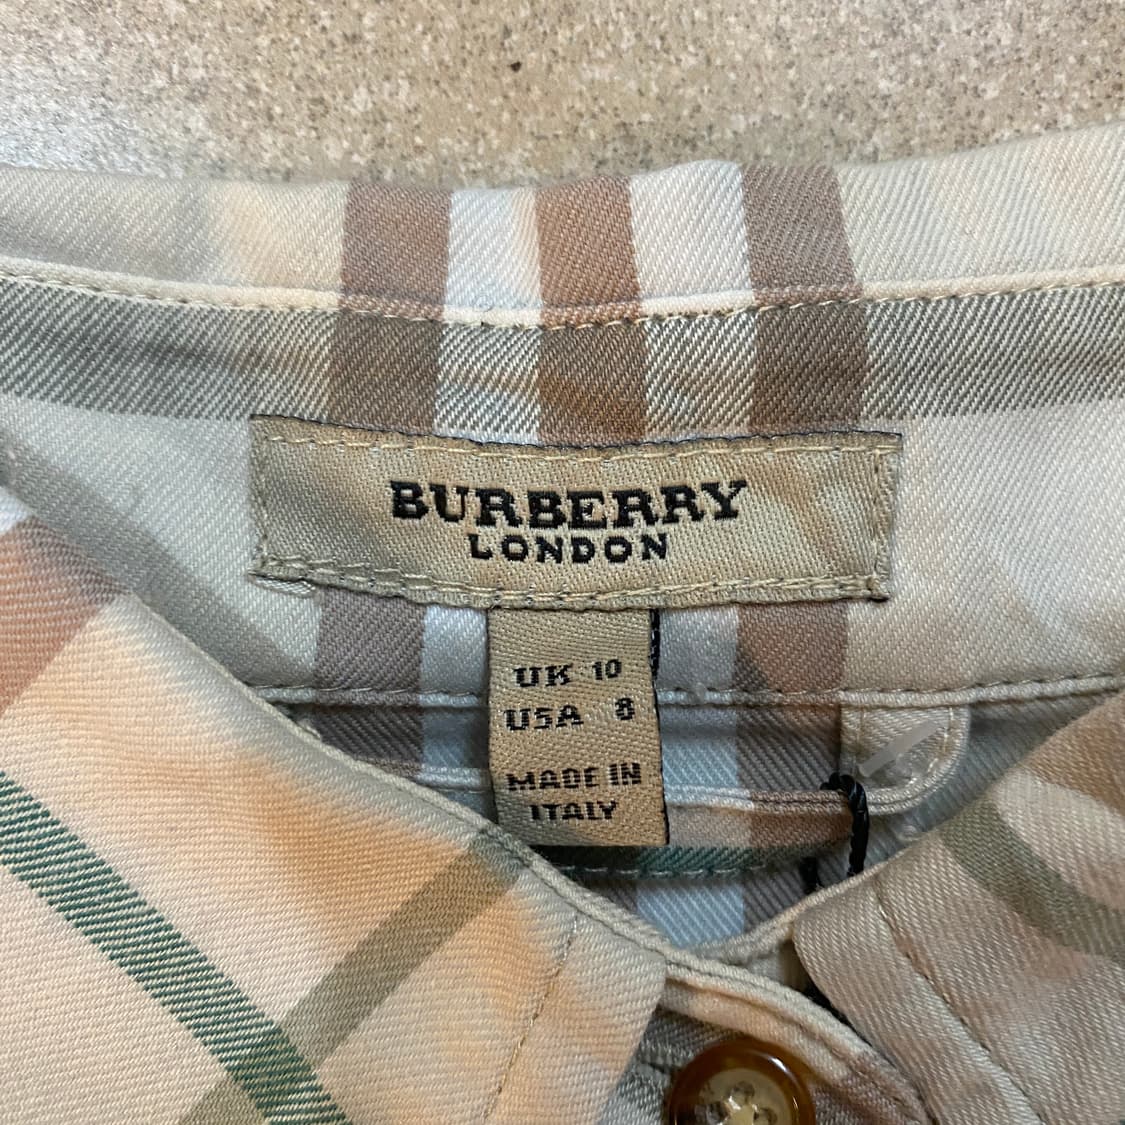 BURBERRY
LONDON
UK 10
USA 8
MADE IN
ITALY